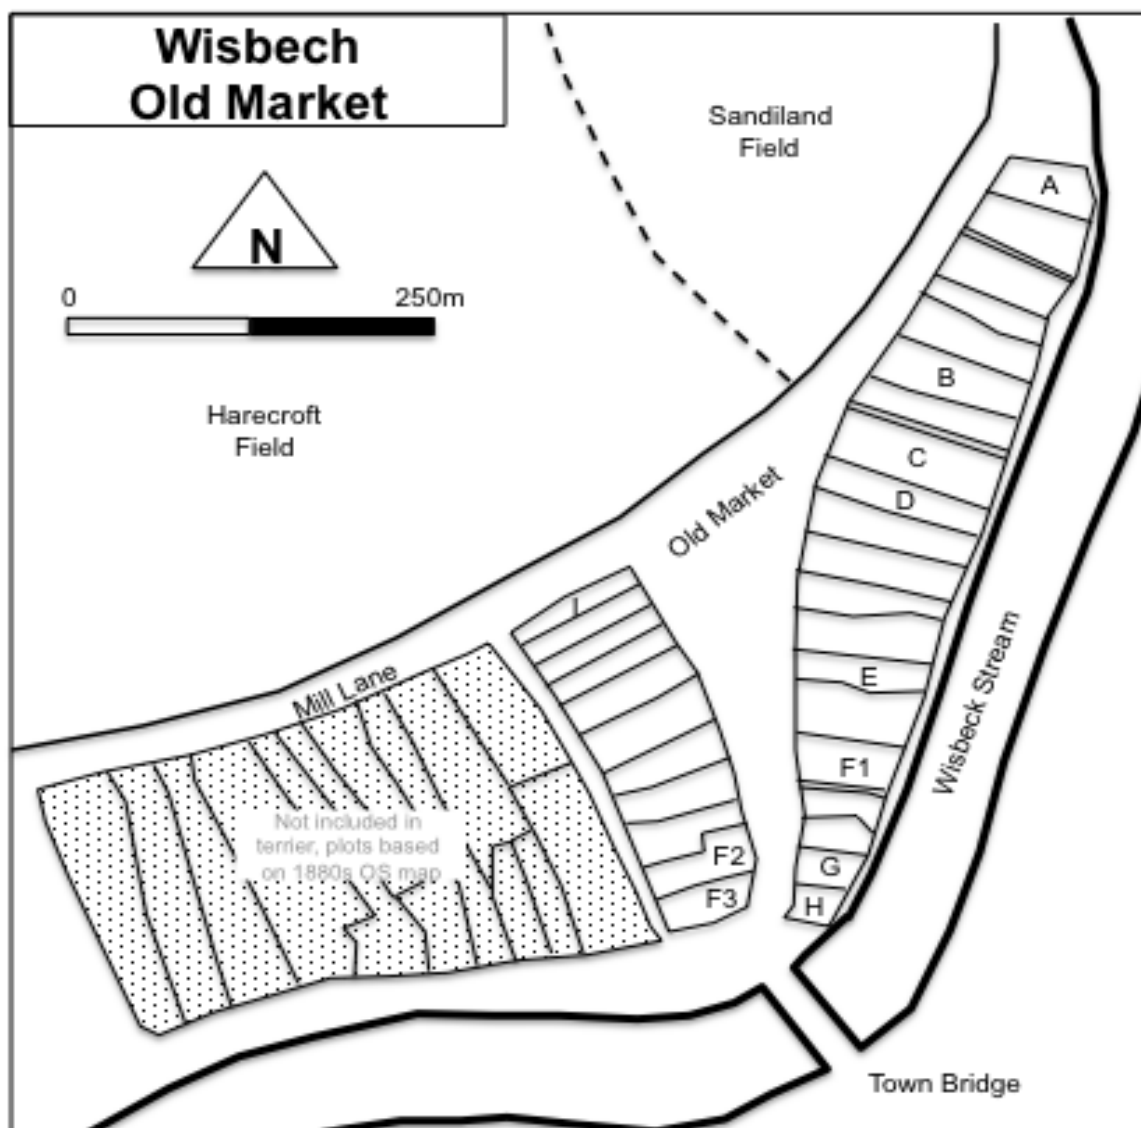 Wisbech
Old Market
Sandiland
Field
A
N
0 250m
B
Harecroft
Field
C
D
Old Market
Mill Lane
E
Wisbeck Stream
F1
Not included in
terrier, plots based
on 1880s OS map
F2
G
F3
H
Town Bridge